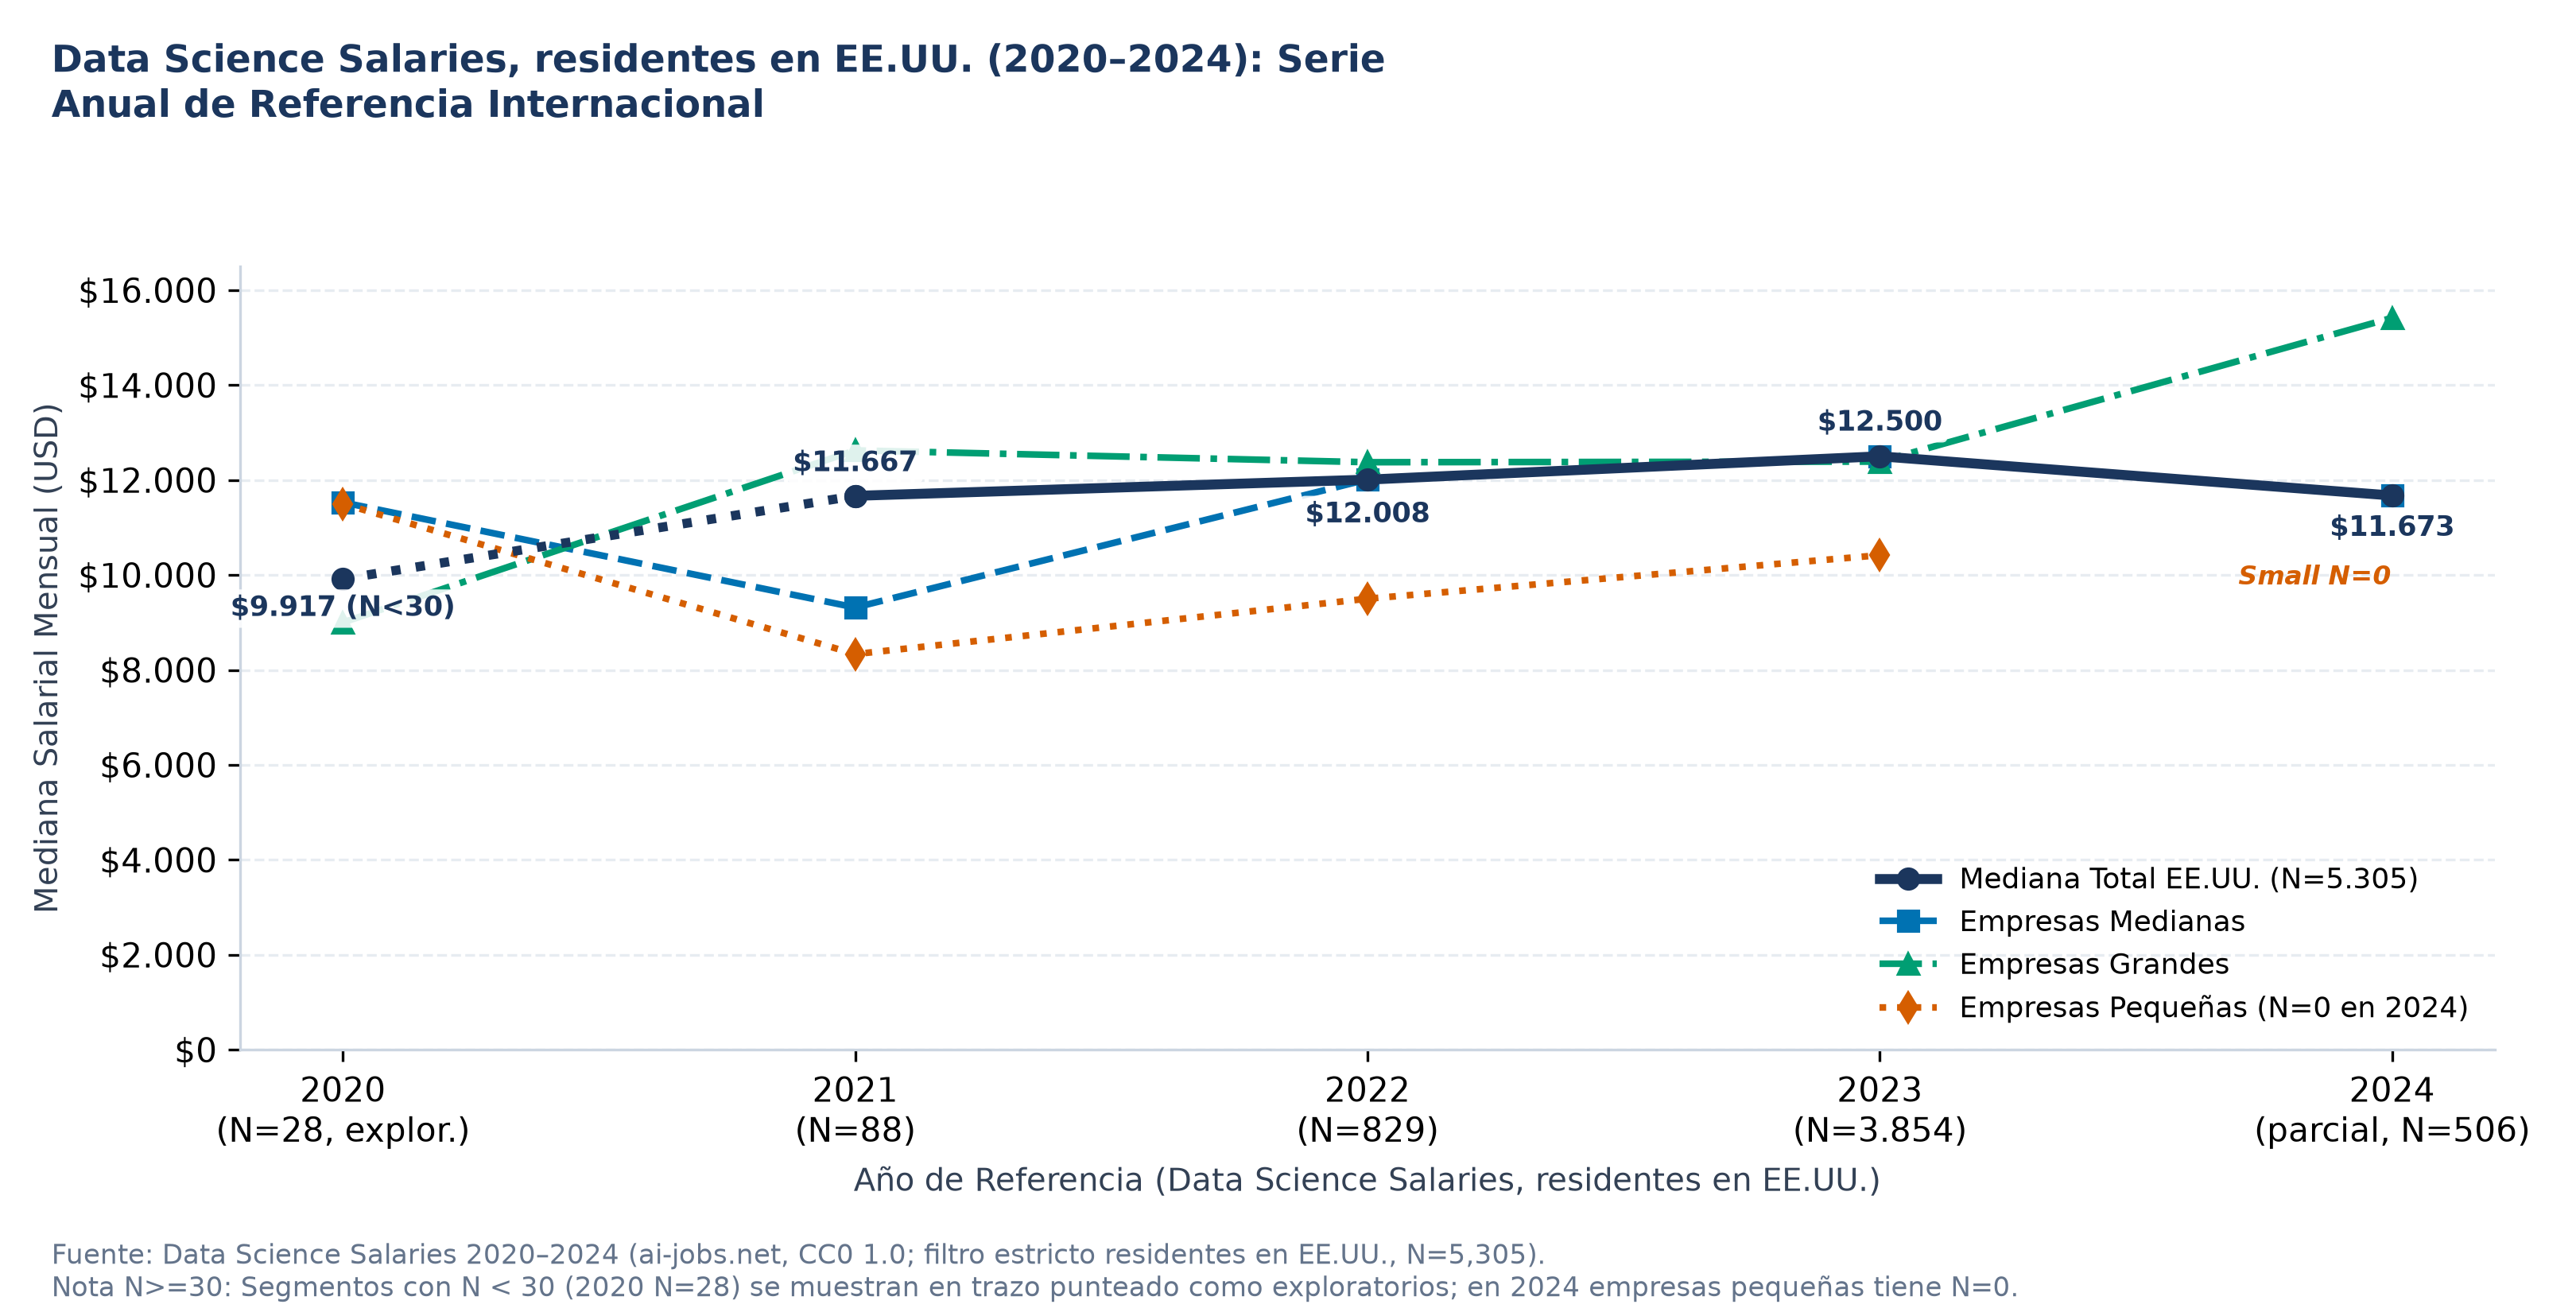 Data Science Salaries, residentes en EE.UU. (2020–2024): Serie
Anual de Referencia Internacional
Mediana Salarial Mensual (USD)
$16.000
$14.000
$12.000
$10.000
$8.000
$6.000
$4.000
$2.000
$0
$9.917 (N<30)
$11.667
$12.008
$12.500
$11.673
Small N=0
Mediana Total EE.UU. (N=5.305)
Empresas Medianas
Empresas Grandes
Empresas Pequeñas (N=0 en 2024)
2020
(N=28, explor.)
2021
(N=88)
2022
(N=829)
2023
(N=3.854)
2024
(parcial, N=506)
Año de Referencia (Data Science Salaries, residentes en EE.UU.)
Fuente: Data Science Salaries 2020–2024 (ai-jobs.net, CC0 1.0; filtro estricto residentes en EE.UU., N=5,305).
Nota N>=30: Segmentos con N < 30 (2020 N=28) se muestran en trazo punteado como exploratorios; en 2024 empresas pequeñas tiene N=0.